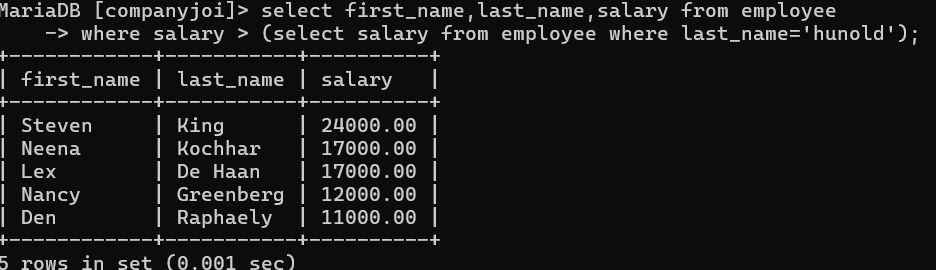 MariaDB [companyjoi]> select first_name,last_name,salary from employee
    -> where salary > (select salary from employee where last_name='hunold');
+------------+-----------+----------+
| first_name | last_name | salary   |
+------------+-----------+----------+
| Steven     | King      | 24000.00 |
| Neena      | Kochhar   | 17000.00 |
| Lex        | De Haan   | 17000.00 |
| Nancy      | Greenberg | 12000.00 |
| Den        | Raphaely  | 11000.00 |
+------------+-----------+----------+
5 rows in set (0.001 sec)